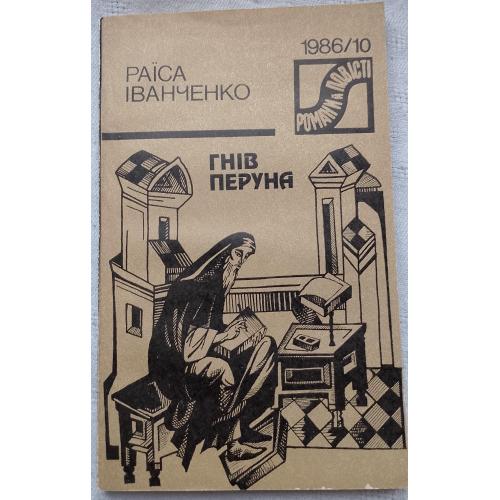 1986/10
РОМАНИ й ПОВІСТІ
РАЇСА
ІВАНЧЕНКО
ГНІВ
ПЕРУНА